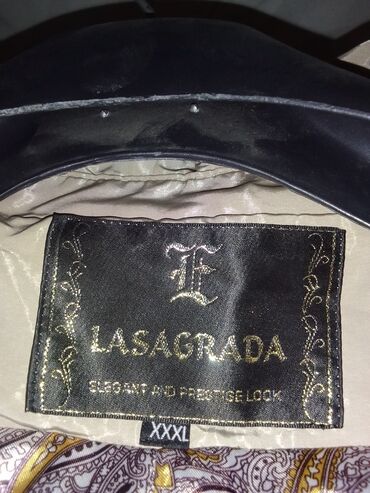 E
LASAGRADA
ELEGANT AND PRESTIGE LOOK
XXXL